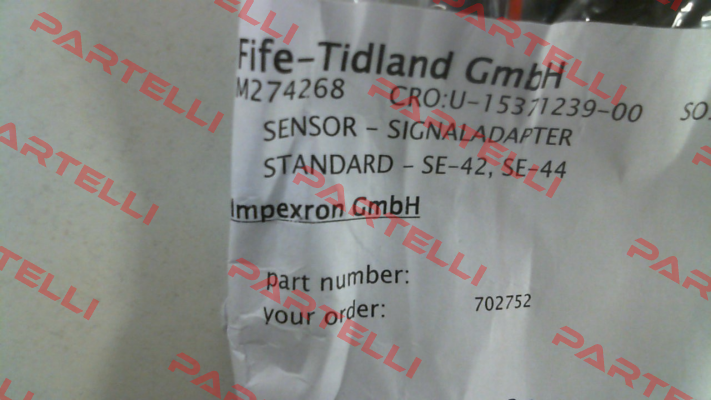 Fife-Tidland GmbH
M274268 CRO:U-15371239-00 SO
SENSOR - SIGNALADAPTER
STANDARD - SE-42, SE-44
Impexron GmbH
part number:
your order: 702752
PARTELLI